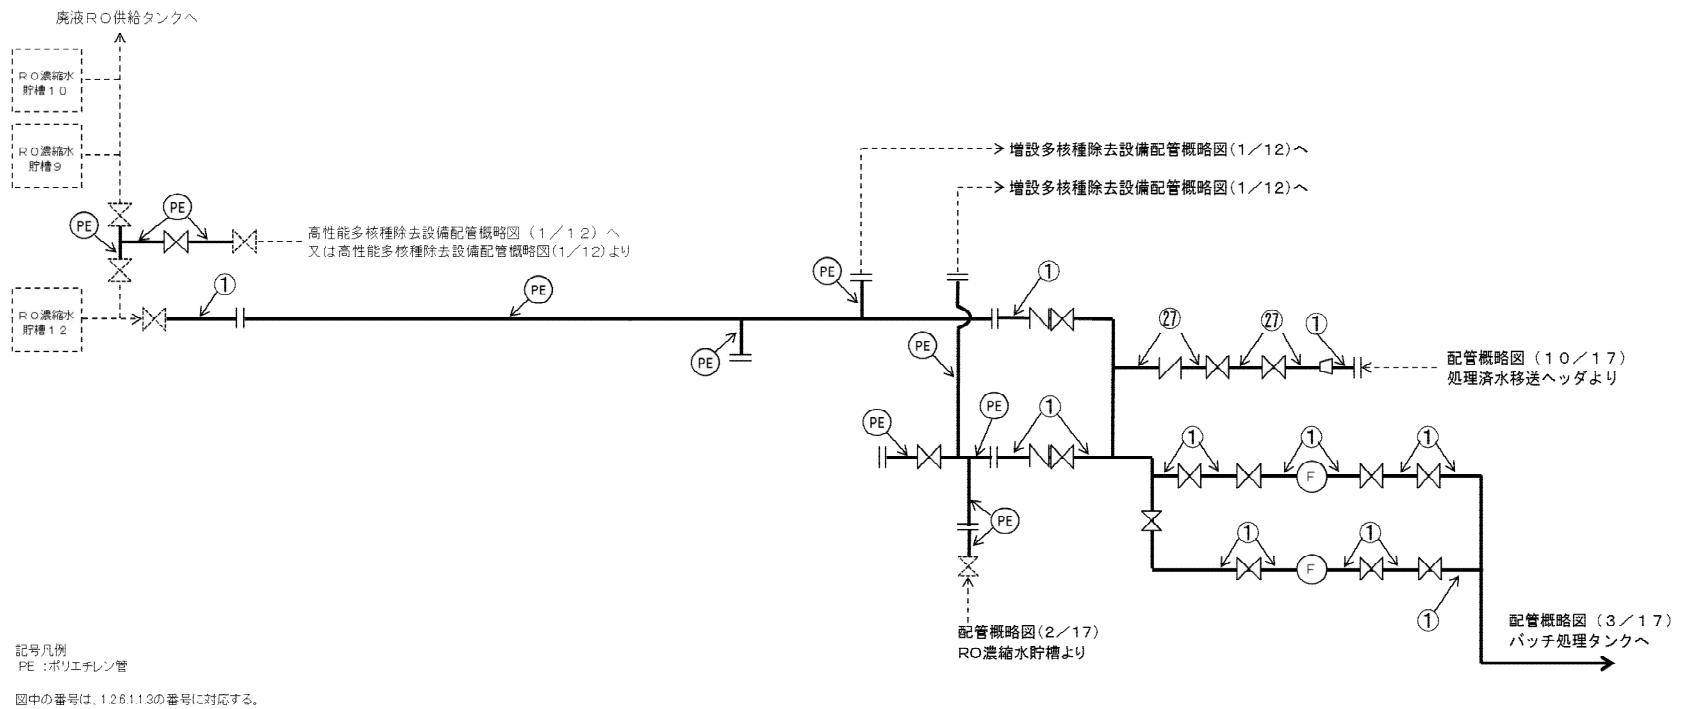 廃液RO供給タンクへ
RO濃縮水
貯槽10
RO濃縮水
貯槽9
増設多核種除去設備配管概略図(1/12)へ
増設多核種除去設備配管概略図(1/12)へ
PE
PE
高性能多核種除去設備配管概略図(1/12)へ
又は高性能多核種除去設備配管概略図(1/12)より
RO濃縮水
貯槽12
①
PE
PE
①
PE
PE
㉗
㉗
①
配管概略図(10/17)
処理済水移送ヘッダより
PE
PE
①
①
①
①
F
PE
①
①
F
①
配管概略図(2/17)
RO濃縮水貯槽より
配管概略図(3/17)
バッチ処理タンクへ
記号凡例
PE:ポリエチレン管
図中の番号は、1.2.6.1.1.3の番号に対応する。